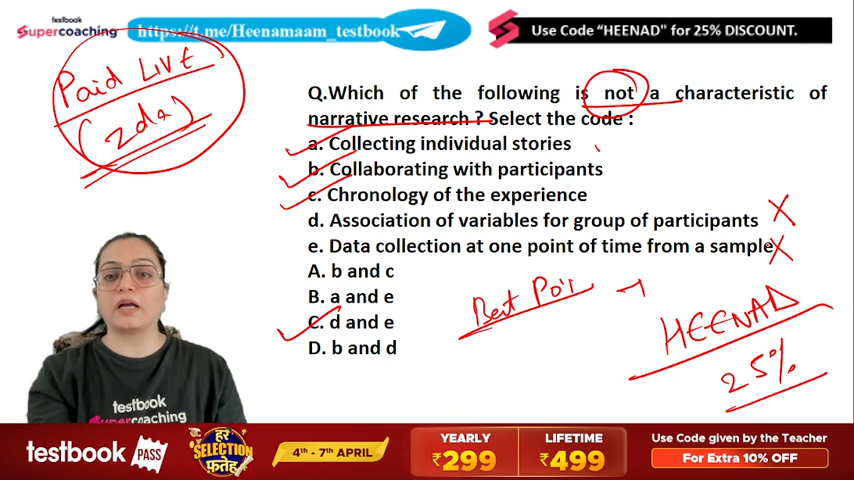 testbook
Supercoaching
https://t.me/Heenamaam_testbook
Use Code “HEENAD” for 25% DISCOUNT.
Paid LIVE
Q.Which of the following is not a characteristic of
narrative research ? Select the code :
a. Collecting individual stories
b. Collaborating with participants
c. Chronology of the experience
d. Association of variables for group of participants
e. Data collection at one point of time from a sample
A. b and c
B. a and e
C. d and e
D. b and d
HEENAD
25%
testbook
Supercoaching
testbook PASS
हर
SELECTION
फतेह
4th - 7th APRIL
YEARLY
₹299
LIFETIME
₹499
Use Code given by the Teacher
For Extra 10% OFF